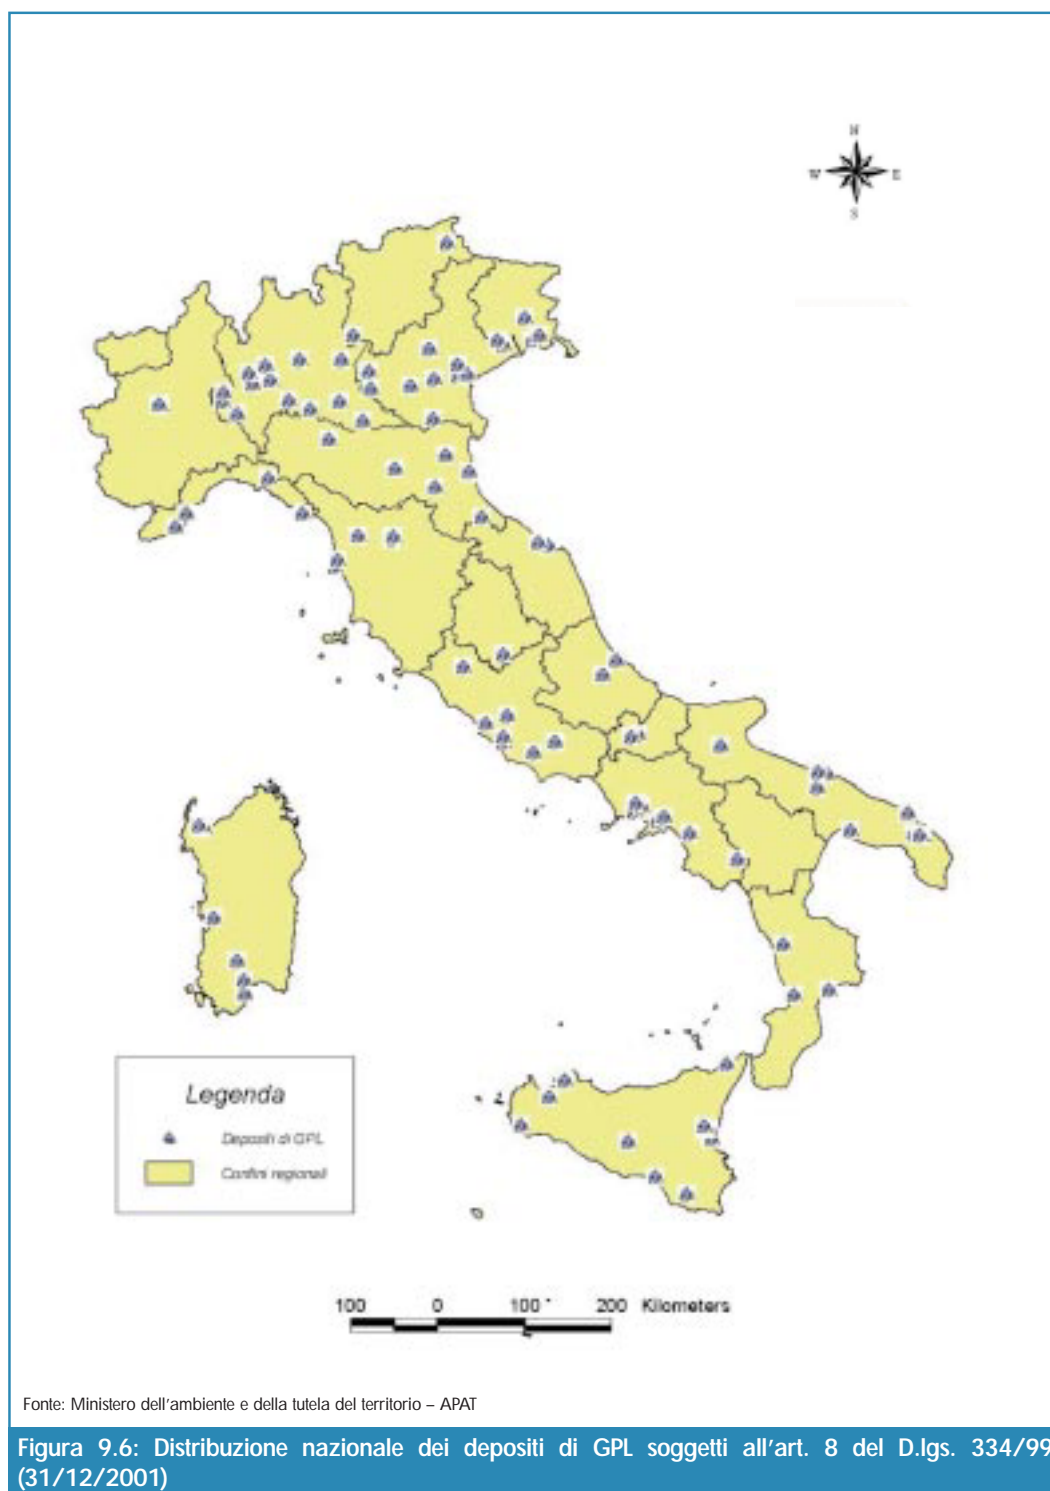 N
W E
S
Legenda
Depositi di GPL
Confini regionali
100 0 100 200 Kilometers
Fonte: Ministero dell'ambiente e della tutela del territorio – APAT
Figura 9.6: Distribuzione nazionale dei depositi di GPL soggetti all'art. 8 del D.lgs. 334/99
(31/12/2001)